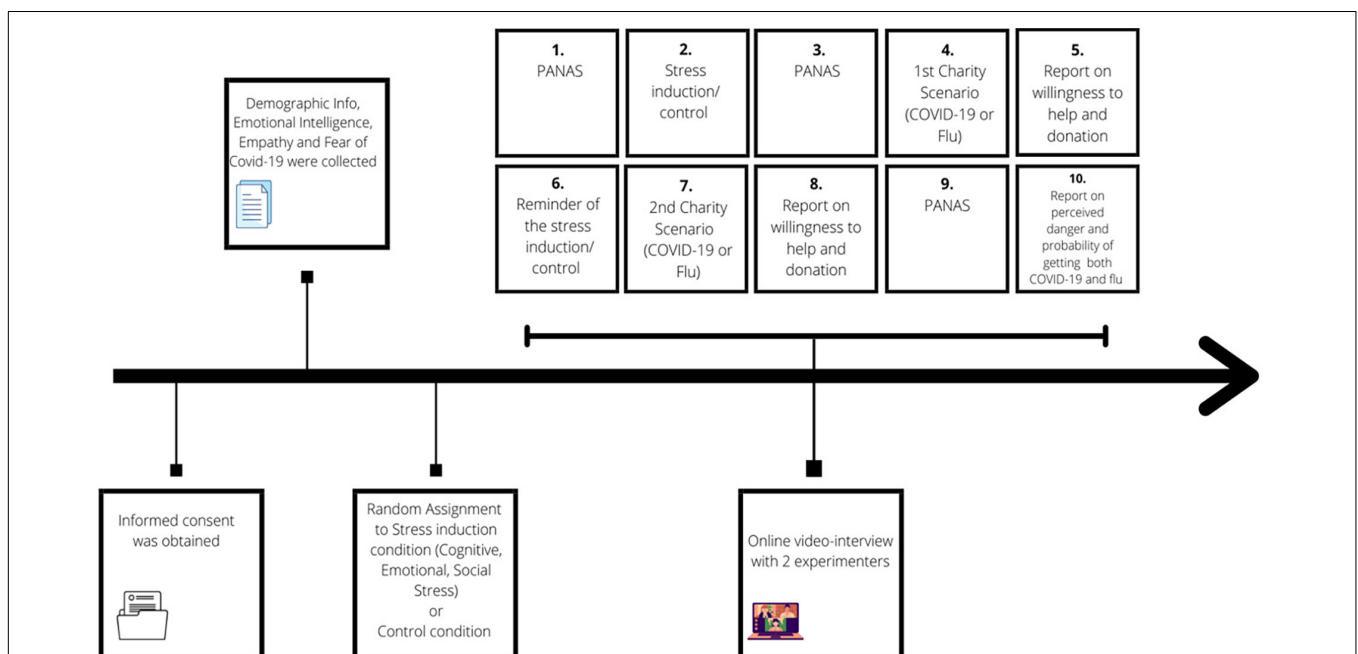 1.
PANAS
2.
Stress
induction/
control
3.
PANAS
4.
1st Charity
Scenario
(COVID-19 or
Flu)
5.
Report on
willingness to
help and
donation
Demographic Info,
Emotional Intelligence,
Empathy and Fear of
Covid-19 were collected
6.
Reminder of
the stress
induction/
control
7.
2nd Charity
Scenario
(COVID-19 or
Flu)
8.
Report on
willingness to
help and
donation
9.
PANAS
10.
Report on
perceived
danger and
probability of
getting both
COVID-19 and flu
Informed consent
was obtained
Random Assignment
to Stress induction
condition (Cognitive,
Emotional, Social
Stress)
or
Control condition
Online video-interview
with 2 experimenters